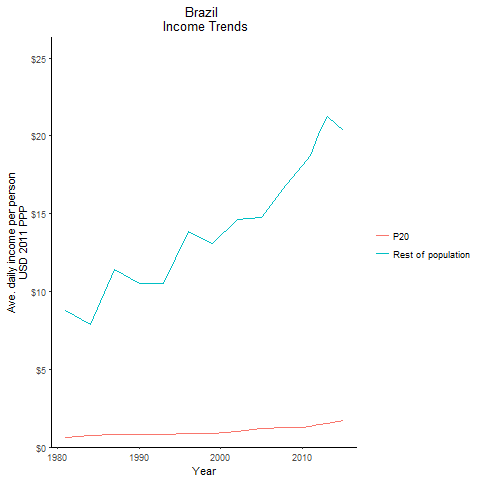 Brazil
Income Trends
$25
$20
$15
$10
$5
$0
Ave. daily income per person
USD 2011 PPP
1980
1990
2000
2010
Year
P20
Rest of population